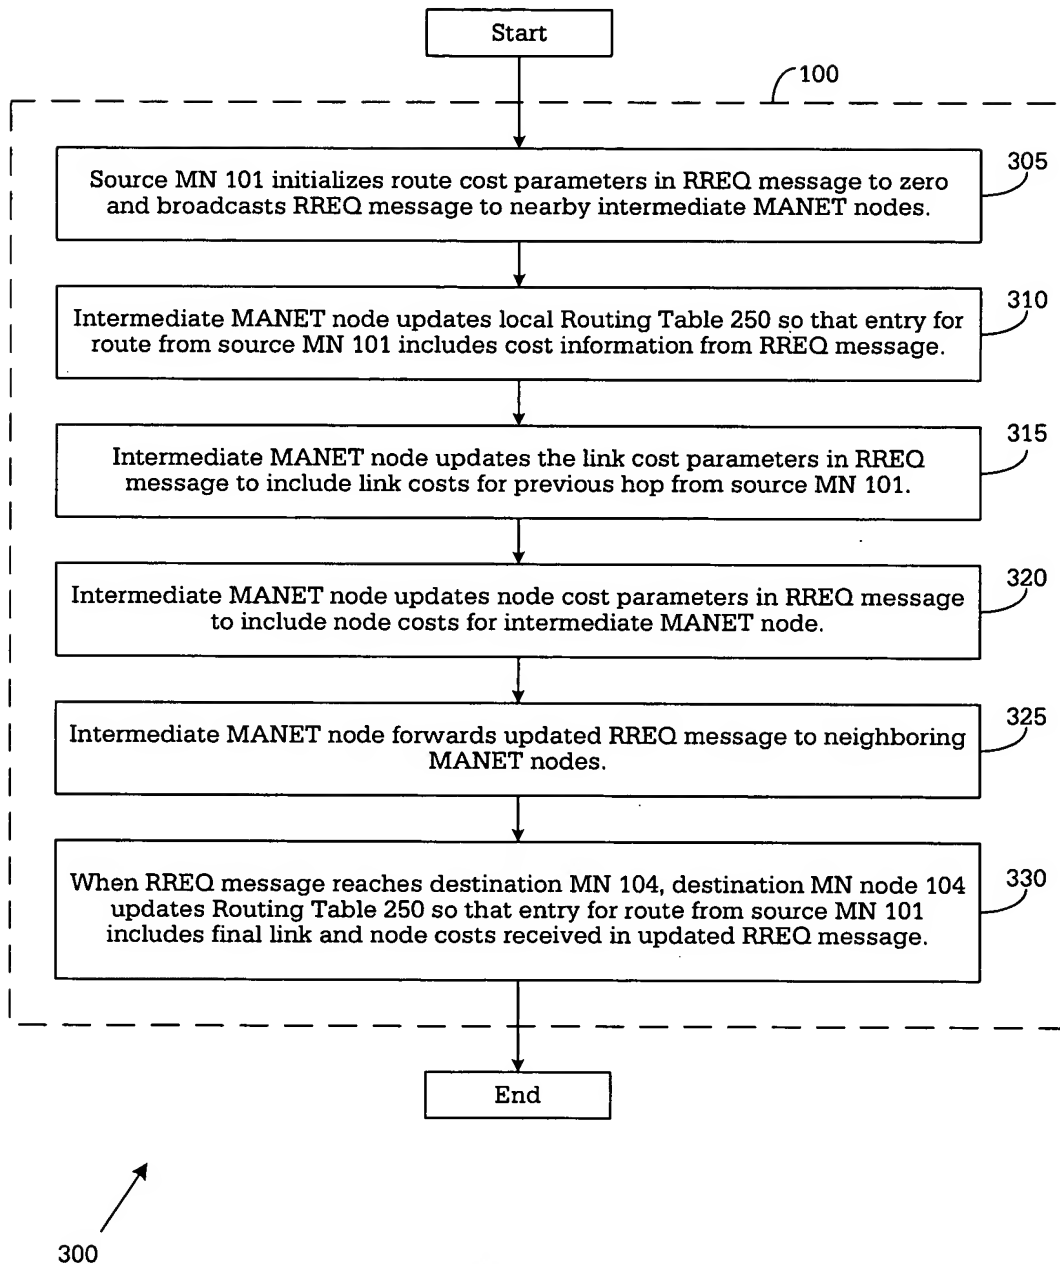 Start
100
305
Source MN 101 initializes route cost parameters in RREQ message to zero
and broadcasts RREQ message to nearby intermediate MANET nodes.
310
Intermediate MANET node updates local Routing Table 250 so that entry for
route from source MN 101 includes cost information from RREQ message.
315
Intermediate MANET node updates the link cost parameters in RREQ
message to include link costs for previous hop from source MN 101.
320
Intermediate MANET node updates node cost parameters in RREQ message
to include node costs for intermediate MANET node.
325
Intermediate MANET node forwards updated RREQ message to neighboring
MANET nodes.
330
When RREQ message reaches destination MN 104, destination MN node 104
updates Routing Table 250 so that entry for route from source MN 101
includes final link and node costs received in updated RREQ message.
End
300